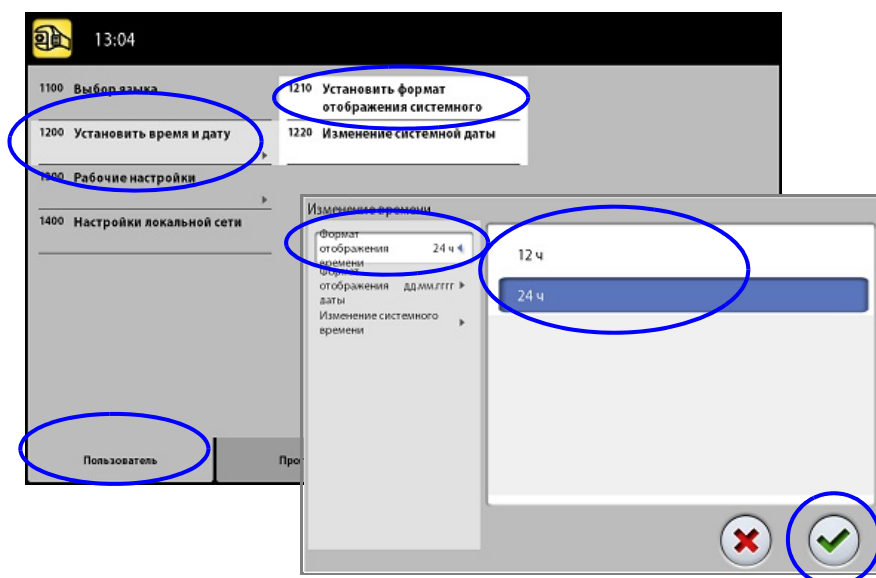 13:04
1100 Выбор языка
1200 Установить время и дату
1300 Рабочие настройки
1400 Настройки локальной сети
1210 Установить формат
отображения системного
1220 Изменение системной даты
Пользователь
Изменение времени
Формат
отображения 24 ч
времени
Формат
отображения дд.мм.гггг
даты
Изменение системного
времени
12 ч
24 ч